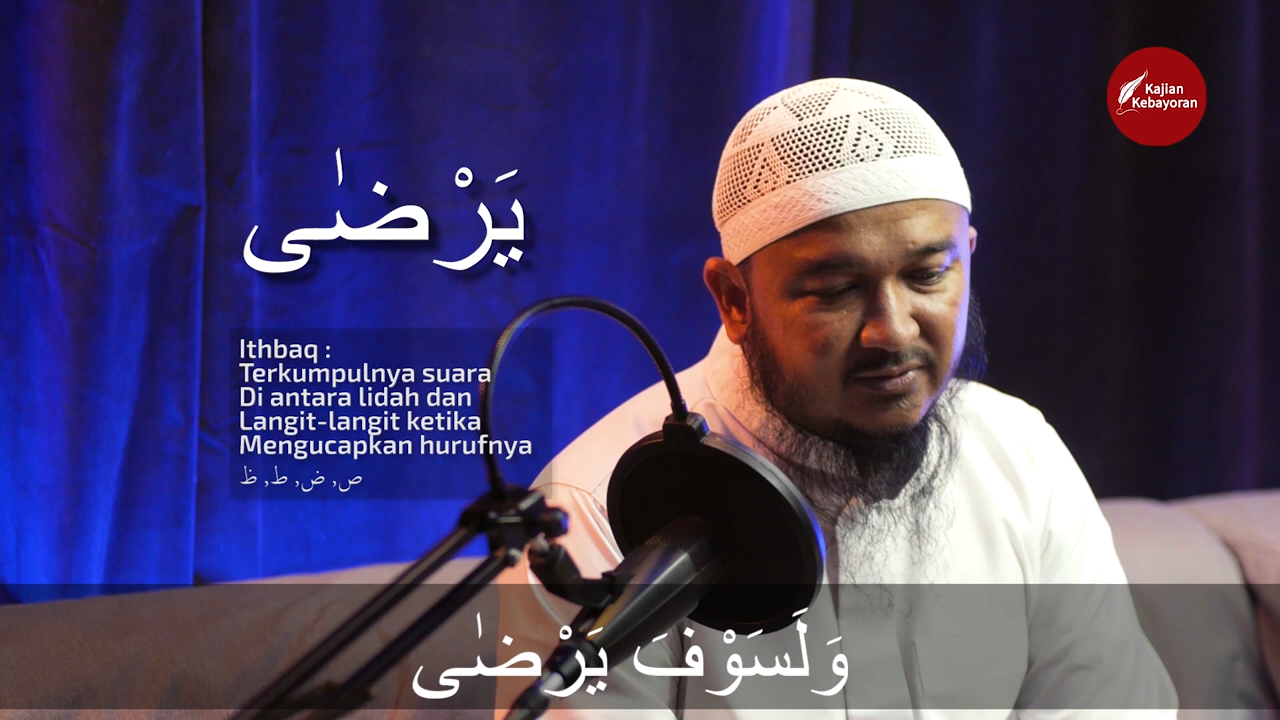 Kajian
Kebayoran
يَرْضٰى
Ithbaq :
Terkumpulnya suara
Di antara lidah dan
Langit-langit ketika
Mengucapkan hurufnya
ص, ض, ط, ظ
وَلَسَوْفَ يَرْضٰى